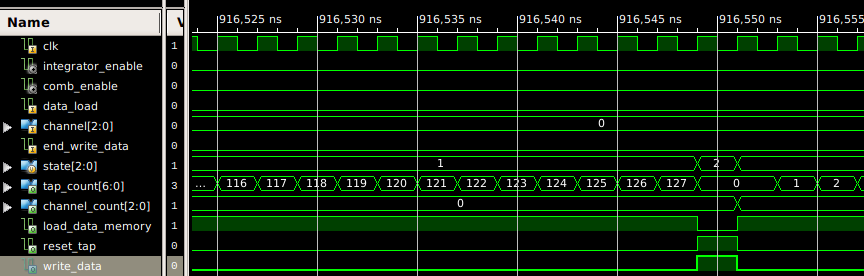 Name V 916,525 ns 916,530 ns 916,535 ns 916,540 ns 916,545 ns 916,550 ns 916,555
clk 1
integrator_enable 0
comb_enable 0
data_load 0
channel[2:0] 0 0
end_write_data 0
state[2:0] 1 1 2
tap_count[6:0] 3 ... 116 117 118 119 120 121 122 123 124 125 126 127 0 1 2
channel_count[2:0] 1 0
load_data_memory 1
reset_tap 0
write_data 0